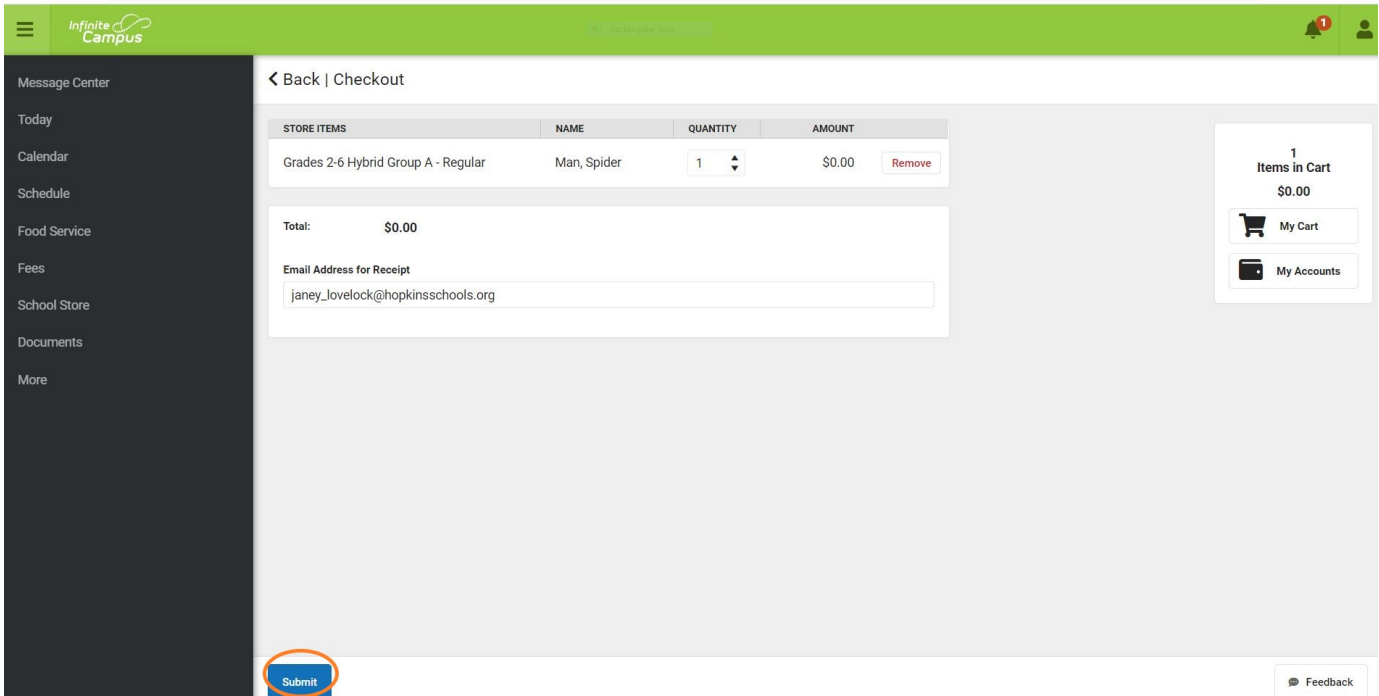 Infinite
Campus
1
Message Center
Today
Calendar
Schedule
Food Service
Fees
School Store
Documents
More
Back | Checkout
STORE ITEMS NAME QUANTITY AMOUNT
Grades 2-6 Hybrid Group A - Regular Man, Spider 1 $0.00 Remove
Total: $0.00
Email Address for Receipt
janey_lovelock@hopkinsschools.org
1
Items in Cart
$0.00
My Cart
My Accounts
Submit
Feedback